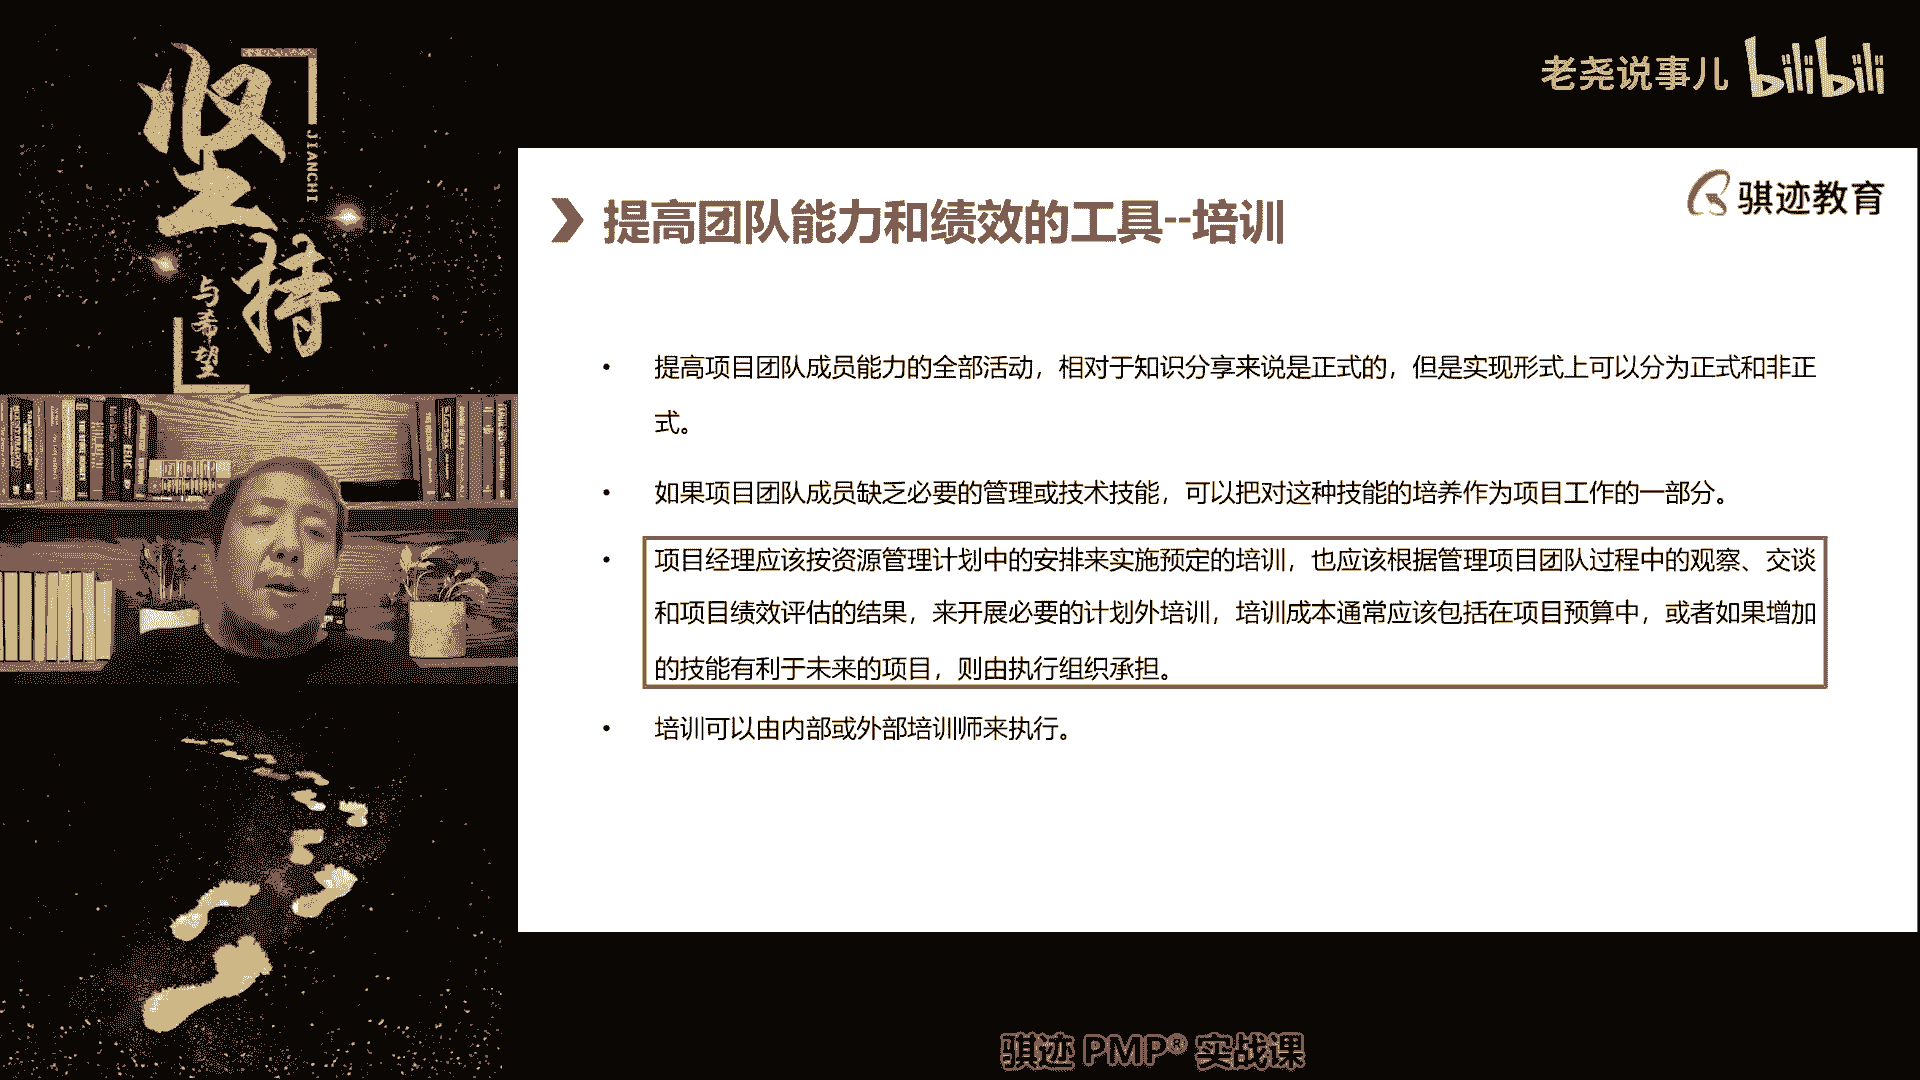 坚持
JIANCHI
与希望
老尧说事儿 bilibili
骐迹教育
提高团队能力和绩效的工具--培训
• 提高项目团队成员能力的全部活动，相对于知识分享来说是正式的，但是实现形式上可以分为正式和非正
式。
• 如果项目团队成员缺乏必要的管理或技术技能，可以把对这种技能的培养作为项目工作的一部分。
• 项目经理应该按资源管理计划中的安排来实施预定的培训，也应该根据管理项目团队过程中的观察、交谈
和项目绩效评估的结果，来开展必要的计划外培训，培训成本通常应该包括在项目预算中，或者如果增加
的技能有利于未来的项目，则由执行组织承担。
• 培训可以由内部或外部培训师来执行。
骐迹 PMP® 实战课